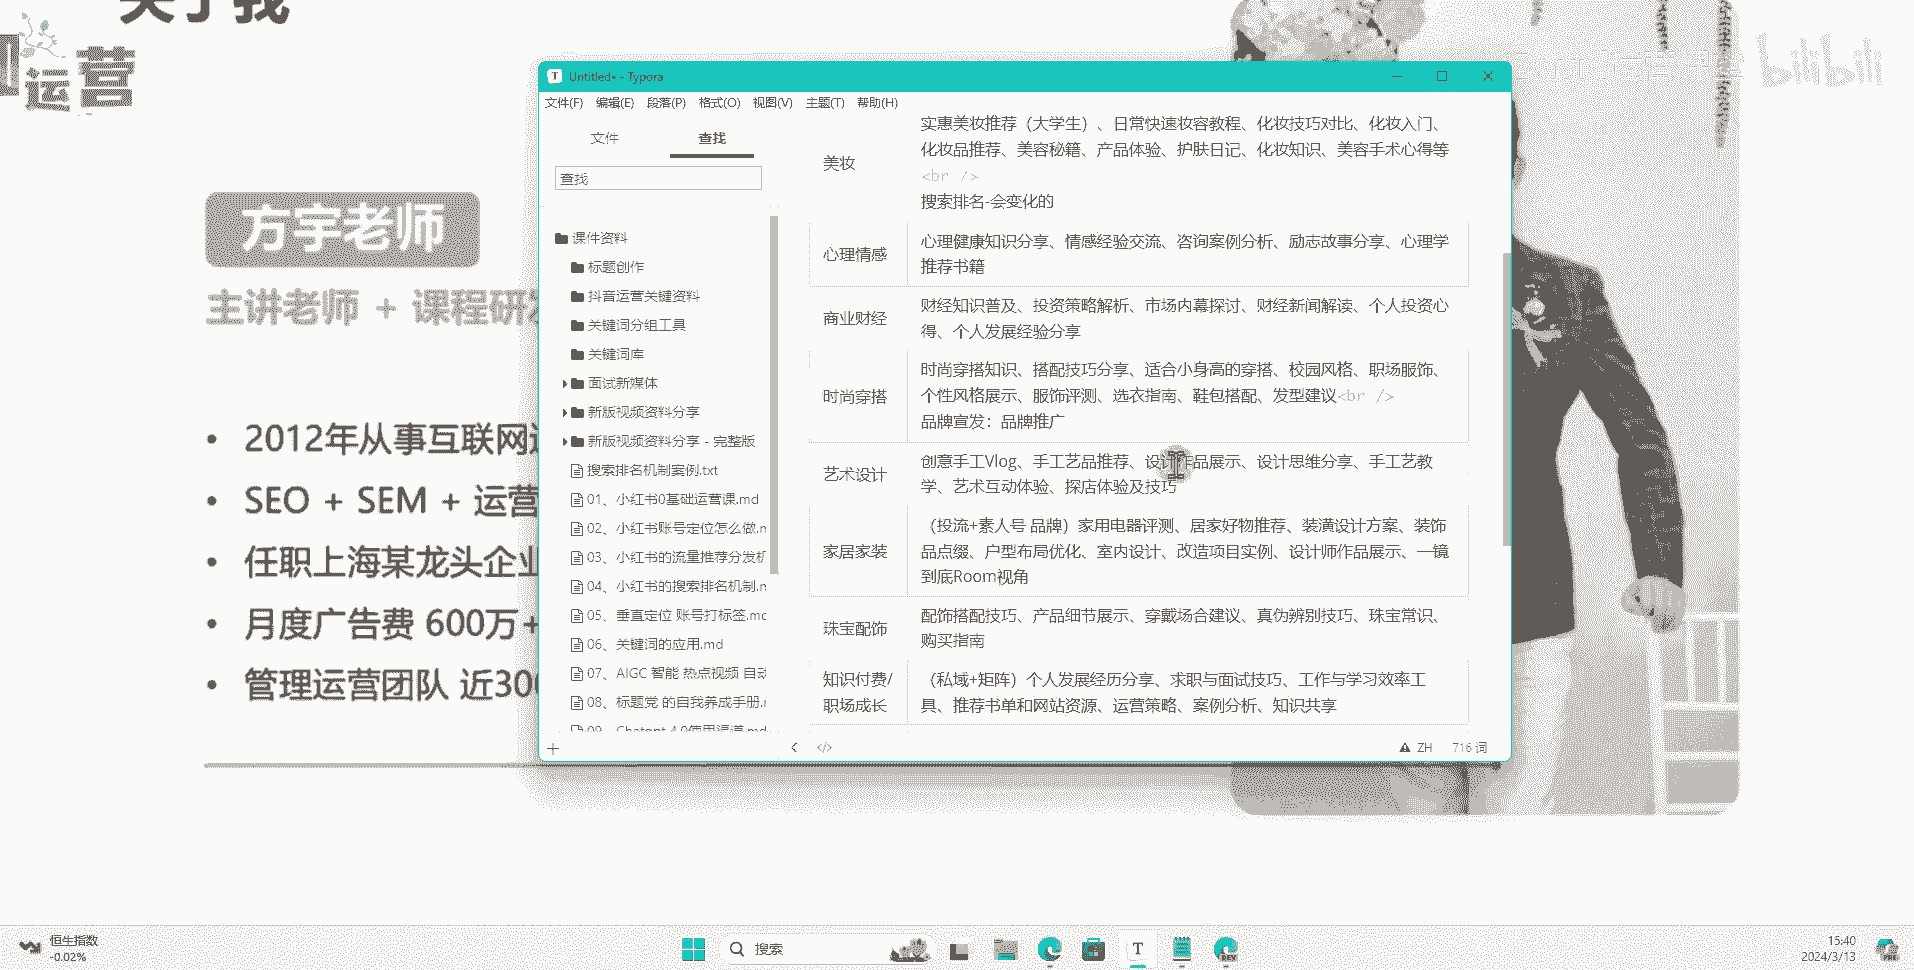 关于我
运营
方宇老师
主讲老师 + 课程研发
• 2012年从事互联网运
• SEO + SEM + 运营
• 任职上海某龙头企业
• 月度广告费 600万+
• 管理运营团队 近300
bilibili
Untitled• - Typora
文件(F) 编辑(E) 段落(P) 格式(O) 视图(V) 主题(T) 帮助(H)
文件 查找
查找
课件资料
标题创作
抖音运营关键资料
关键词分组工具
关键词库
面试新媒体
新版视频资料分享
新版视频资料分享 - 完整版
搜索排名机制案例.txt
01、小红书0基础运营课.md
02、小红书账号定位怎么做.m
03、小红书的流量推荐分发机
04、小红书的搜索排名机制.m
05、垂直定位 账号打标签.md
06、关键词的应用.md
07、AIGC 智能 热点视频 自动
08、标题党 的自我养成手册.m
09、Chatgpt 4.0使用渠道.md
美妆
实惠美妆推荐（大学生）、日常快速妆容教程、化妆技巧对比、化妆入门、
化妆品推荐、美容秘籍、产品体验、护肤日记、化妆知识、美容手术心得等
<br />
搜索排名-会变化的
心理情感
心理健康知识分享、情感经验交流、咨询案例分析、励志故事分享、心理学
推荐书籍
商业财经
财经知识普及、投资策略解析、市场内幕探讨、财经新闻解读、个人投资心
得、个人发展经验分享
时尚穿搭
时尚穿搭知识、搭配技巧分享、适合小身高的穿搭、校园风格、职场服饰、
个性风格展示、服饰评测、选衣指南、鞋包搭配、发型建议<br />
品牌宣发：品牌推广
艺术设计
创意手工Vlog、手工艺品推荐、设计作品展示、设计思维分享、手工艺教
学、艺术互动体验、探店体验及技巧
家居家装
（投流+素人号 品牌）家用电器评测、居家好物推荐、装潢设计方案、装饰
品点缀、户型布局优化、室内设计、改造项目实例、设计师作品展示、一镜
到底Room视角
珠宝配饰
配饰搭配技巧、产品细节展示、穿戴场合建议、真伪辨别技巧、珠宝常识、
购买指南
知识付费/
职场成长
（私域+矩阵）个人发展经历分享、求职与面试技巧、工作与学习效率工
具、推荐书单和网站资源、运营策略、案例分析、知识共享
ZH 716 词
恒生指数
-0.02%
搜索
15:40
2024/3/13